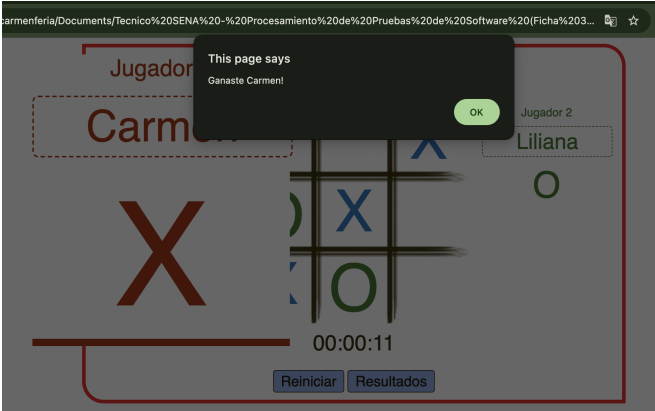 carmenferia/Documents/Tecnico%20SENA%20-%20Procesamiento%20de%20Pruebas%20de%20Software%20(Ficha%203...
This page says
Ganaste Carmen!
OK
Jugador
Carmen
X
X
O
X
X
O
Jugador 2
Liliana
O
00:00:11
Reiniciar
Resultados